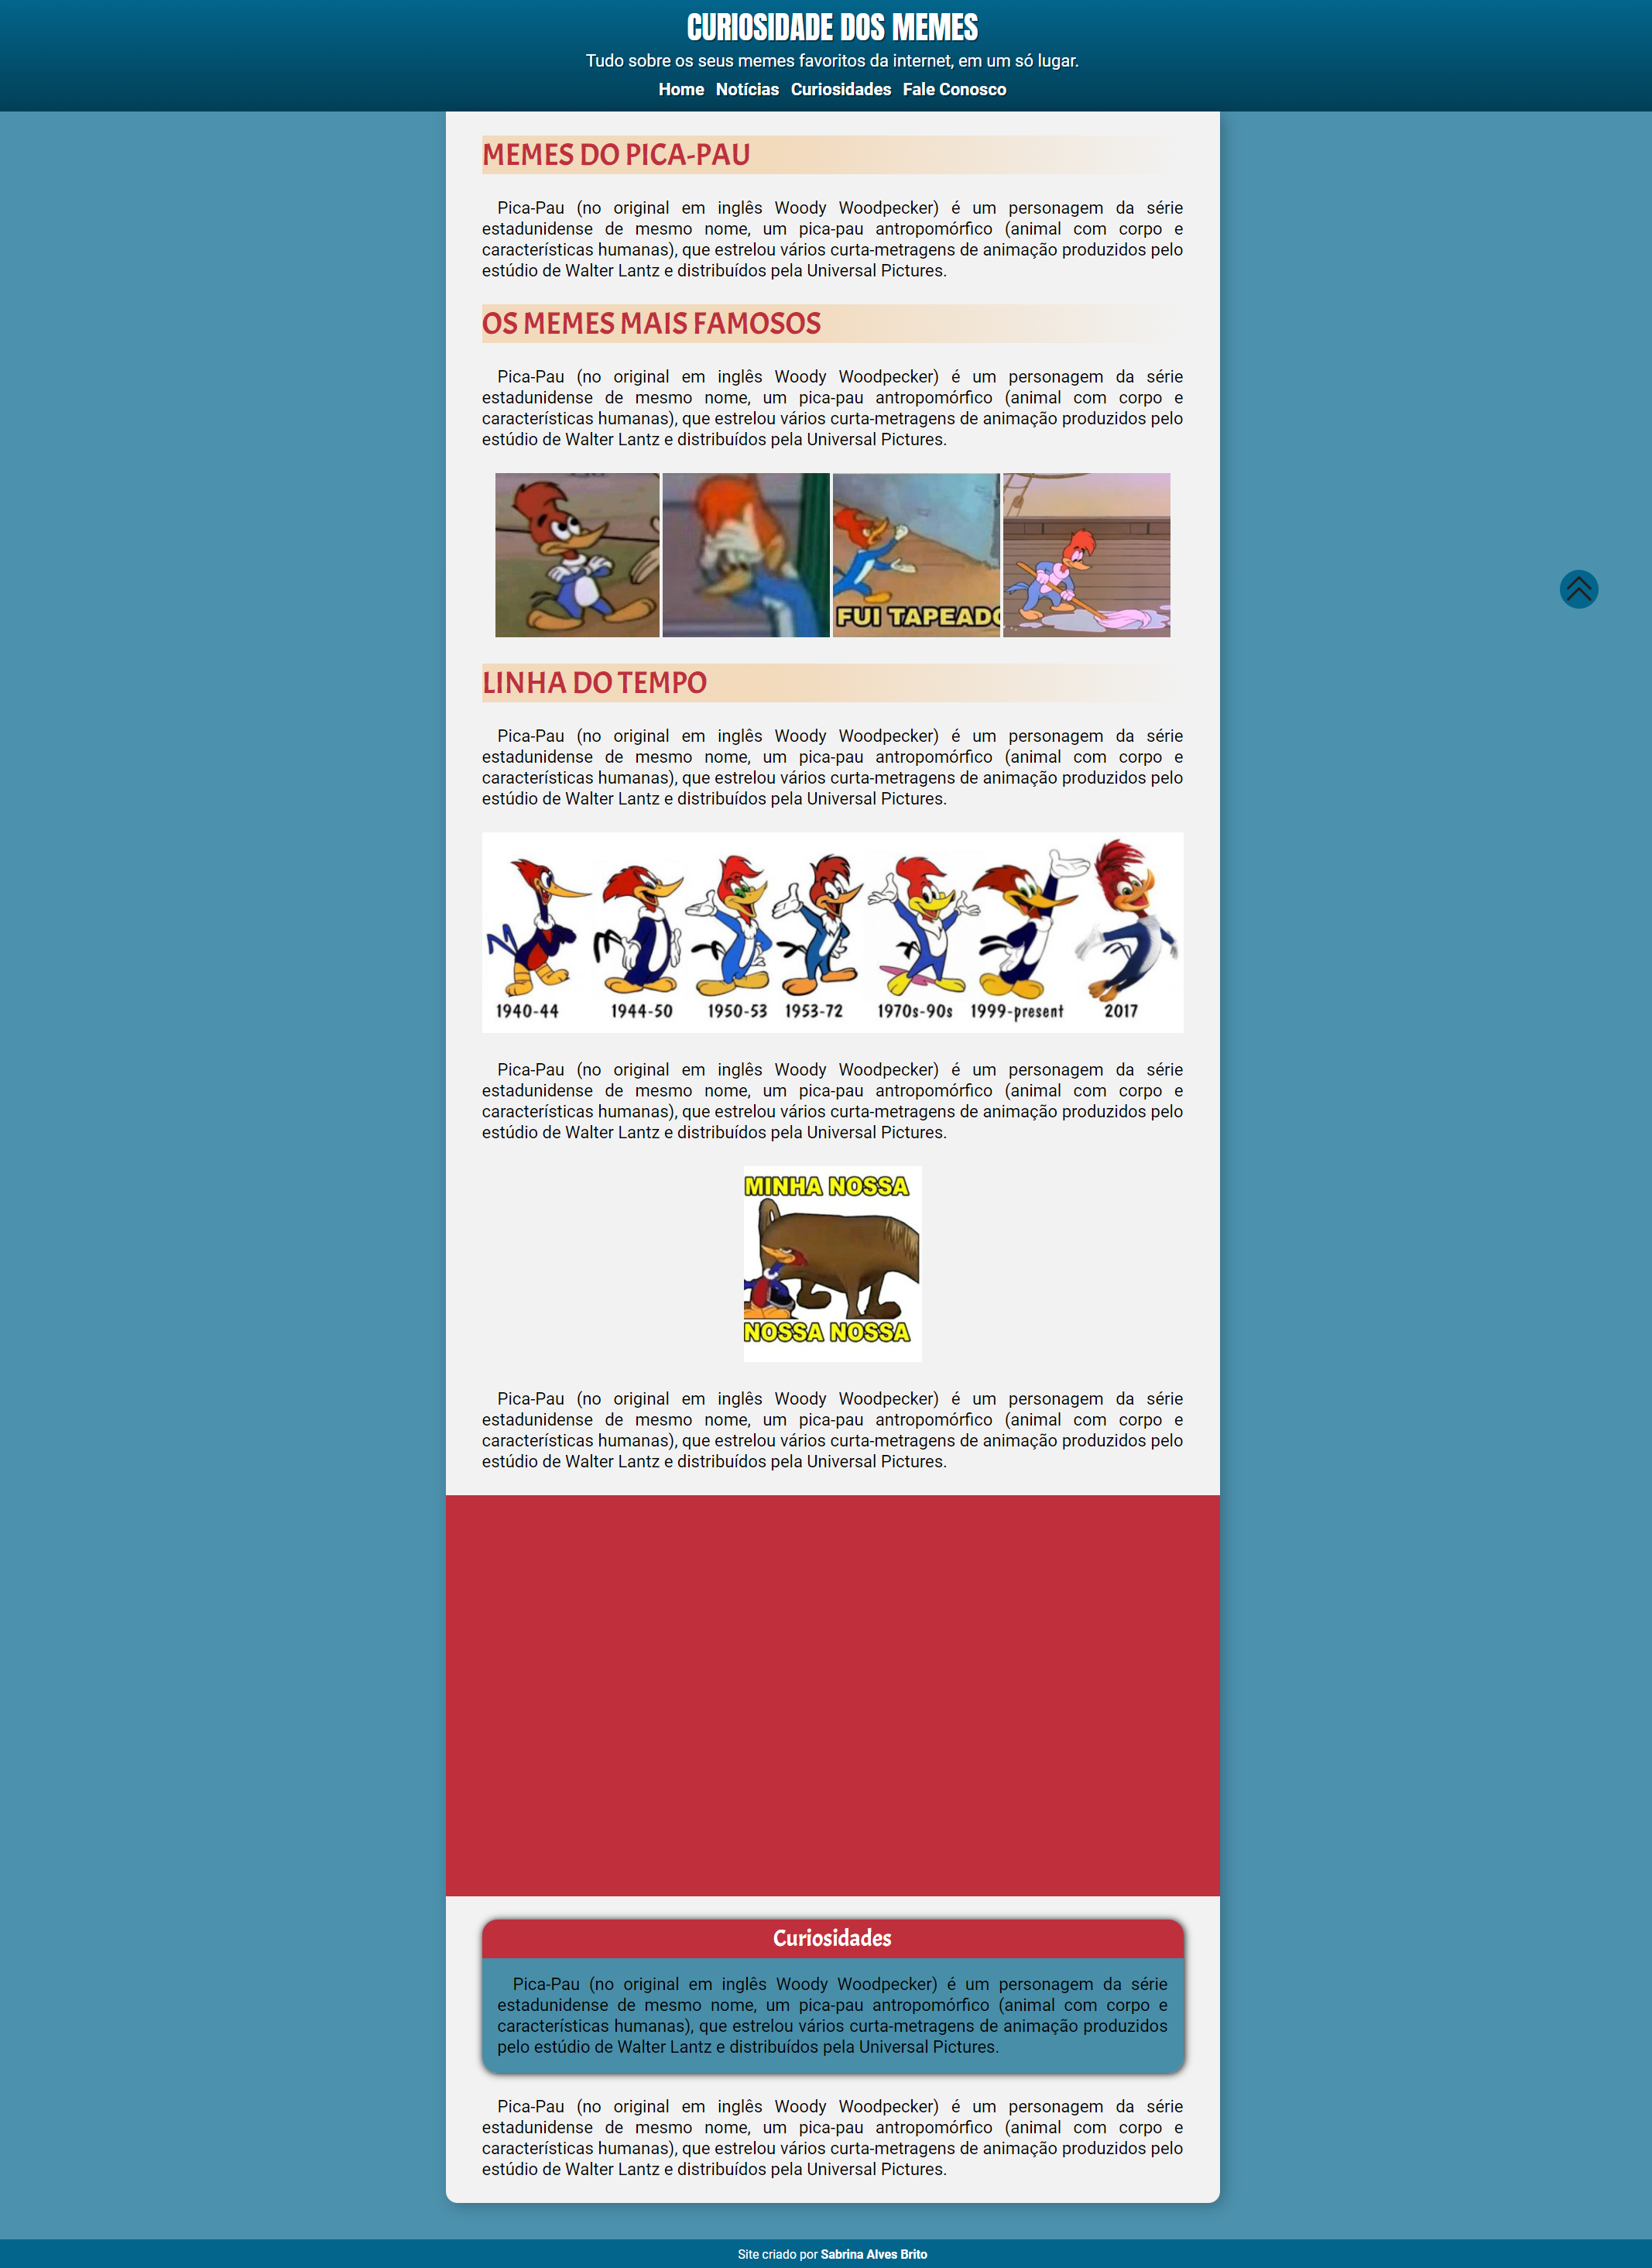 CURIOSIDADE DOS MEMES
Tudo sobre os seus memes favoritos da internet, em um só lugar.
Home Notícias Curiosidades Fale Conosco
MEMES DO PICA-PAU
Pica-Pau (no original em inglês Woody Woodpecker) é um personagem da série
estadunidense de mesmo nome, um pica-pau antropomórfico (animal com corpo e
características humanas), que estrelou vários curta-metragens de animação produzidos pelo
estúdio de Walter Lantz e distribuídos pela Universal Pictures.
OS MEMES MAIS FAMOSOS
Pica-Pau (no original em inglês Woody Woodpecker) é um personagem da série
estadunidense de mesmo nome, um pica-pau antropomórfico (animal com corpo e
características humanas), que estrelou vários curta-metragens de animação produzidos pelo
estúdio de Walter Lantz e distribuídos pela Universal Pictures.
FUI TAPEADO
LINHA DO TEMPO
Pica-Pau (no original em inglês Woody Woodpecker) é um personagem da série
estadunidense de mesmo nome, um pica-pau antropomórfico (animal com corpo e
características humanas), que estrelou vários curta-metragens de animação produzidos pelo
estúdio de Walter Lantz e distribuídos pela Universal Pictures.
1940-44 1944-50 1950-53 1953-72 1970s-90s 1999-present 2017
Pica-Pau (no original em inglês Woody Woodpecker) é um personagem da série
estadunidense de mesmo nome, um pica-pau antropomórfico (animal com corpo e
características humanas), que estrelou vários curta-metragens de animação produzidos pelo
estúdio de Walter Lantz e distribuídos pela Universal Pictures.
MINHA NOSSA
NOSSA NOSSA
Pica-Pau (no original em inglês Woody Woodpecker) é um personagem da série
estadunidense de mesmo nome, um pica-pau antropomórfico (animal com corpo e
características humanas), que estrelou vários curta-metragens de animação produzidos pelo
estúdio de Walter Lantz e distribuídos pela Universal Pictures.
Curiosidades
Pica-Pau (no original em inglês Woody Woodpecker) é um personagem da série
estadunidense de mesmo nome, um pica-pau antropomórfico (animal com corpo e
características humanas), que estrelou vários curta-metragens de animação produzidos
pelo estúdio de Walter Lantz e distribuídos pela Universal Pictures.
Pica-Pau (no original em inglês Woody Woodpecker) é um personagem da série
estadunidense de mesmo nome, um pica-pau antropomórfico (animal com corpo e
características humanas), que estrelou vários curta-metragens de animação produzidos pelo
estúdio de Walter Lantz e distribuídos pela Universal Pictures.
Site criado por Sabrina Alves Brito